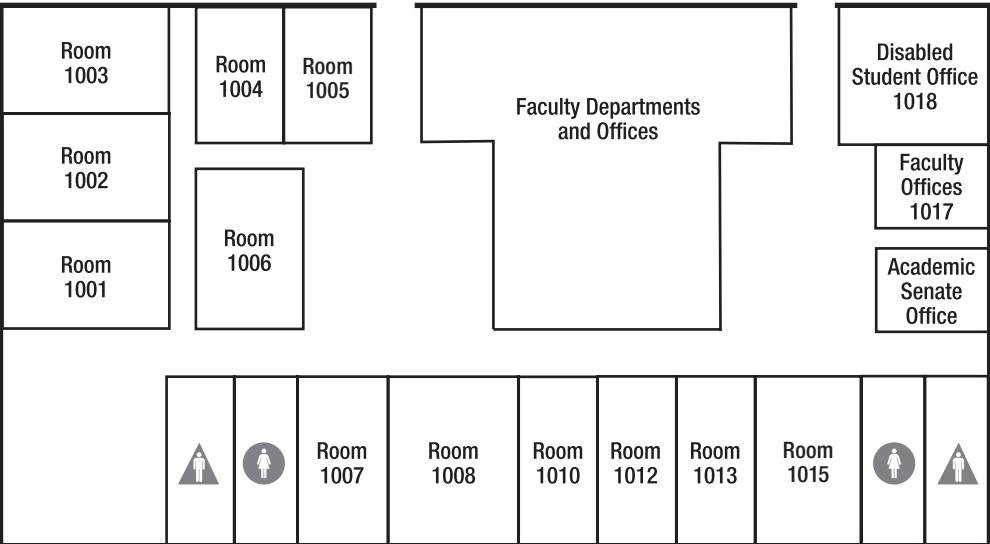 Room
1003
Room
1004
Room
1005
Faculty Departments
and Offices
Disabled
Student Office
1018
Room
1002
Faculty
Offices
1017
Room
1006
Room
1001
Academic
Senate
Office
Room
1007
Room
1008
Room
1010
Room
1012
Room
1013
Room
1015